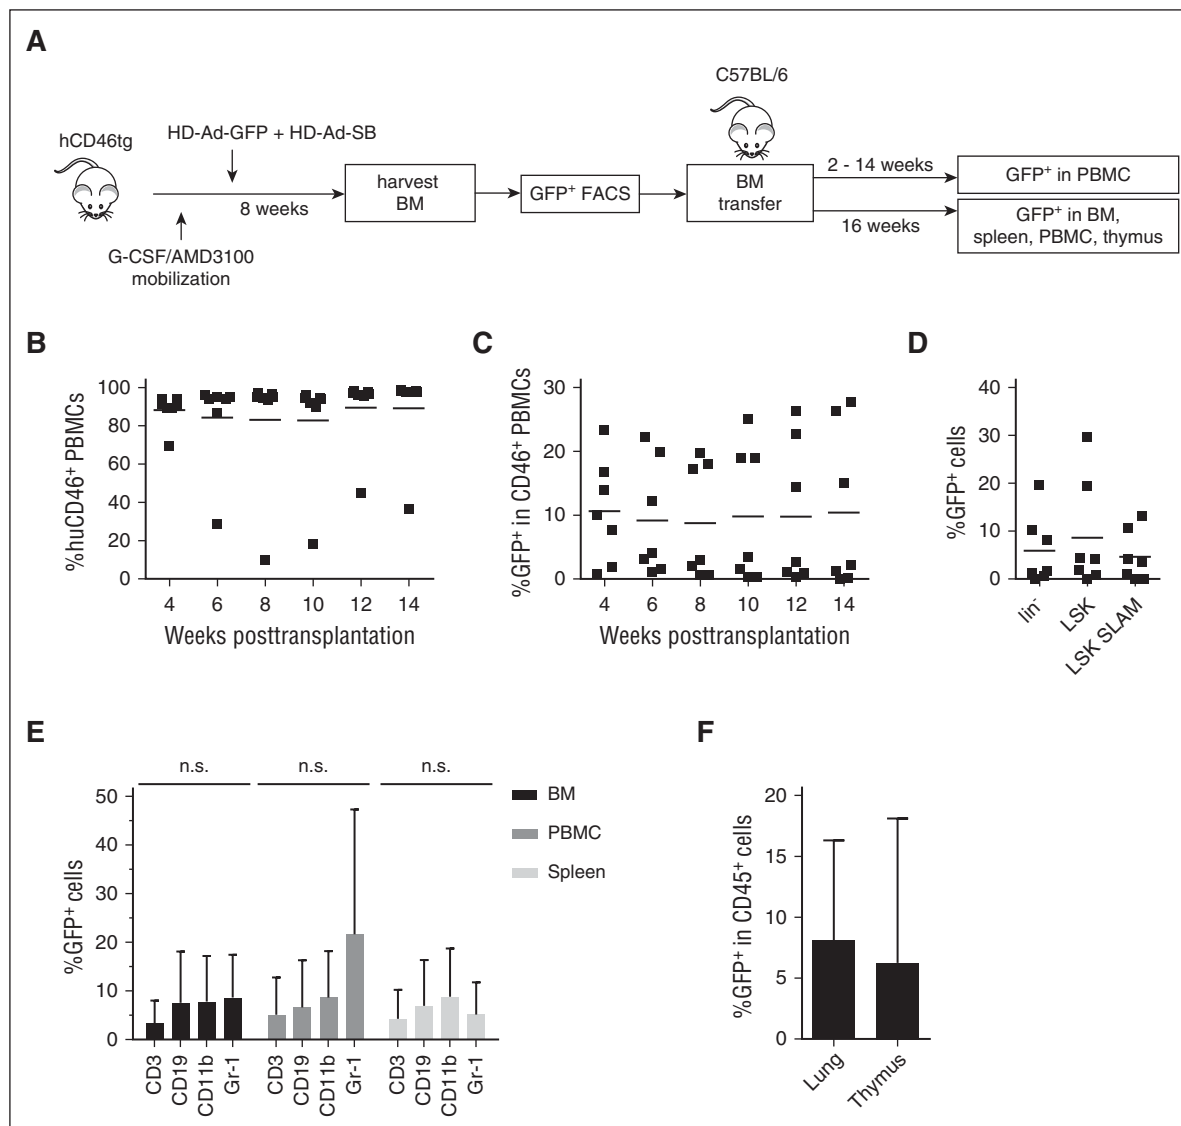 A
C57BL/6
hCD46tg
HD-Ad-GFP + HD-Ad-SB
8 weeks
G-CSF/AMD3100
mobilization
harvest
BM
GFP+ FACS
BM
transfer
2 - 14 weeks
16 weeks
GFP+ in PBMC
GFP+ in BM,
spleen, PBMC, thymus
B
%huCD46+ PBMCs
100
80
60
40
20
0
4 6 8 10 12 14
Weeks posttransplantation
C
%GFP+ in CD46+ PBMCs
30
20
10
0
4 6 8 10 12 14
Weeks posttransplantation
D
%GFP+ cells
40
30
20
10
0
lin-
LSK
LSK SLAM
E
n.s. n.s. n.s.
%GFP+ cells
50
40
30
20
10
0
CD3 CD19 CD11b Gr-1 CD3 CD19 CD11b Gr-1 CD3 CD19 CD11b Gr-1
BM
PBMC
Spleen
F
%GFP+ in CD45+ cells
20
15
10
5
0
Lung
Thymus